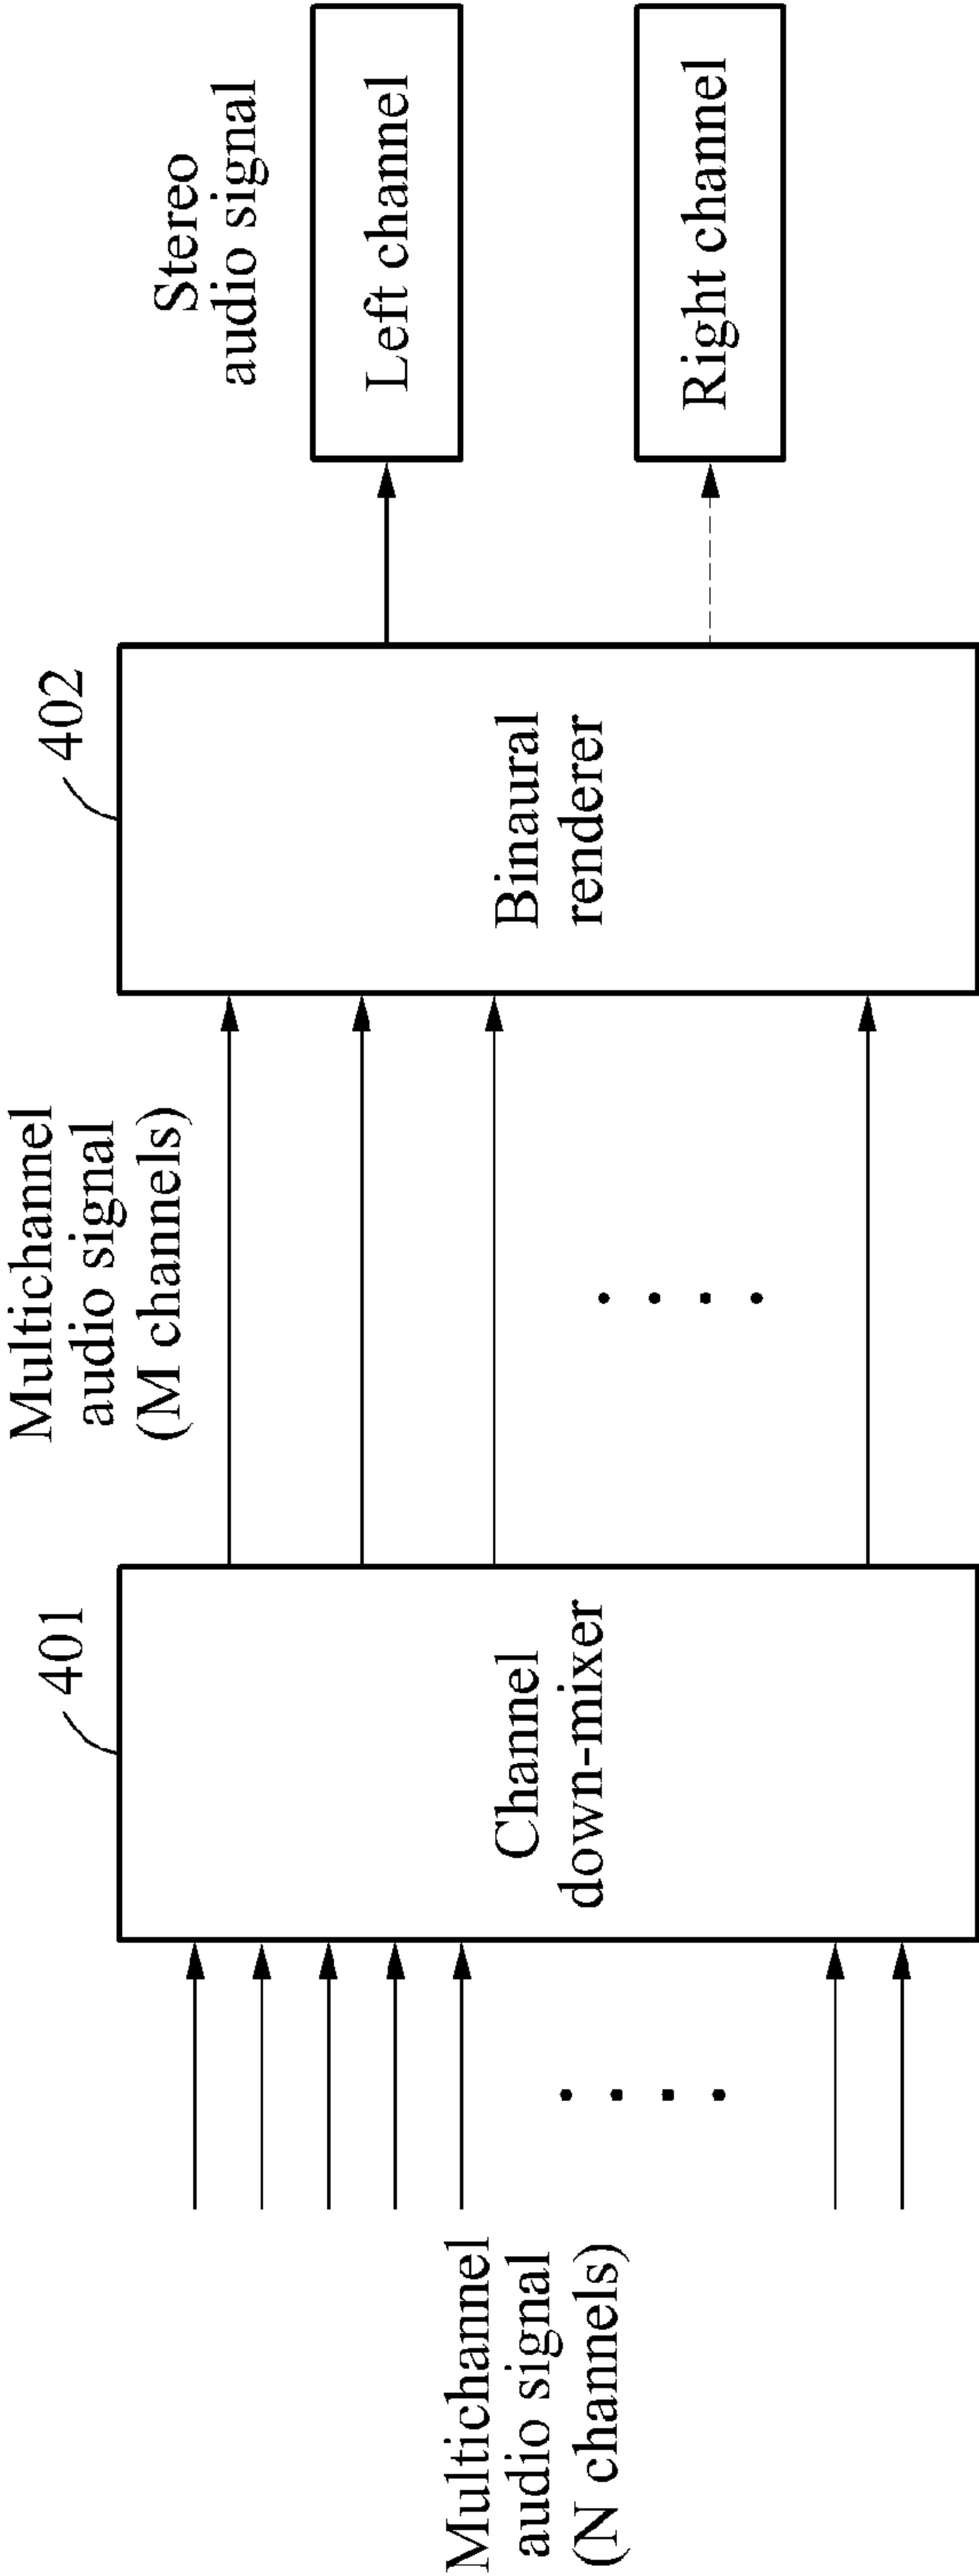 Multichannel
audio signal
(N channels)
401
Channel
down-mixer
Multichannel
audio signal
(M channels)
402
Binaural
renderer
Stereo
audio signal
Left channel
Right channel